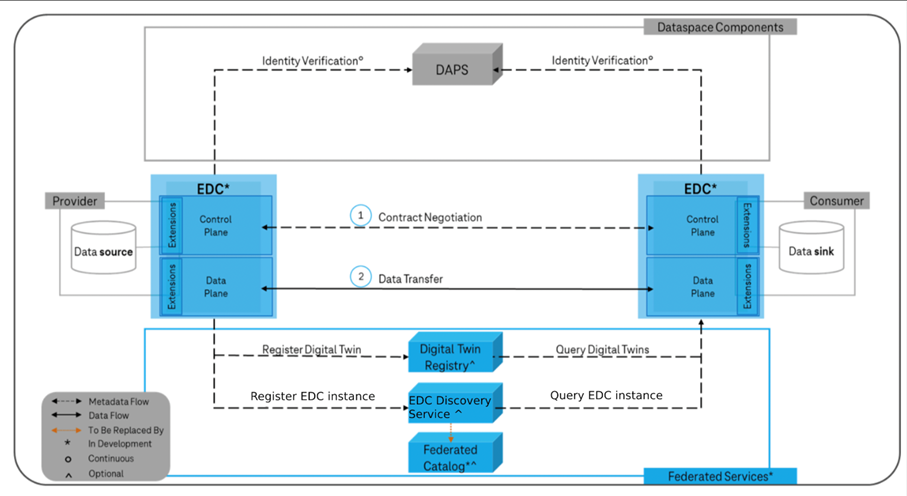 Dataspace Components
Identity Verification°
DAPS
Identity Verification°
EDC*
EDC*
Provider
Consumer
Extensions
Control
Plane
1
Contract Negotiation
Control
Plane
Extensions
Data source
Data sink
Extensions
Data
Plane
2
Data Transfer
Data
Plane
Extensions
Register Digital Twin
Digital Twin
Registry^
Query Digital Twins
Register EDC instance
EDC Discovery
Service ^
Query EDC instance
Federated
Catalog*^
Metadata Flow
Data Flow
To Be Replaced By
* In Development
o Continuous
^ Optional
Federated Services*